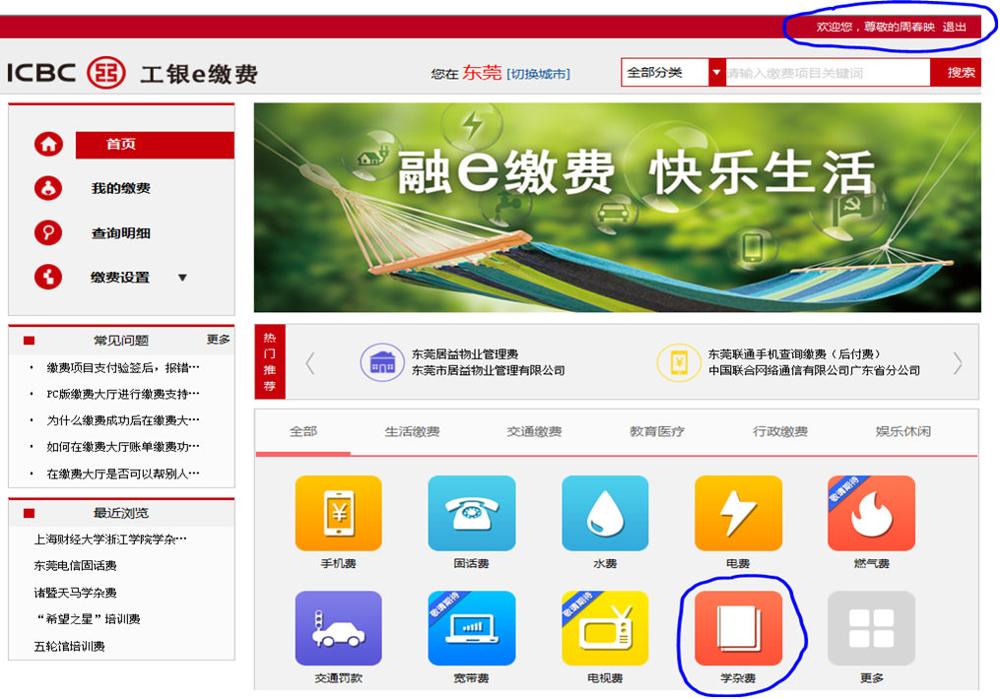 欢迎您，尊敬的周春映 退出
ICBC 工银e缴费
您在 东莞 [切换城市]
全部分类 请输入缴费项目关键词 搜索
首页
我的缴费
查询明细
缴费设置
融e缴费 快乐生活
常见问题 更多
缴费项目支付验签后，报错…
PC版缴费大厅进行缴费支持…
为什么缴费成功后在缴费大…
如何在缴费大厅账单缴费功…
在缴费大厅是否可以帮别人…
热门推荐
东莞居益物业管理费
东莞市居益物业管理有限公司
东莞联通手机查询缴费（后付费）
中国联合网络通信有限公司广东省分公司
最近浏览
上海财经大学浙江学院学杂…
东莞电信固话费
诸暨天马学杂费
“希望之星”培训费
五轮馆培训费
全部 生活缴费 交通缴费 教育医疗 行政缴费 娱乐休闲
敬请期待
手机费 固话费 水费 电费 燃气费
敬请期待 敬请期待
交通罚款 宽带费 电视费 学杂费 更多